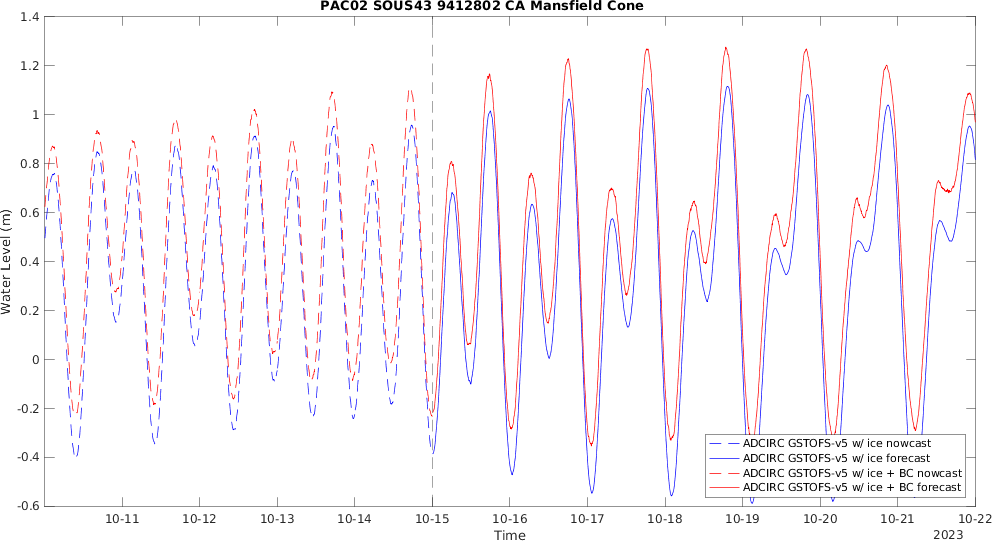 PAC02 SOUS43 9412802 CA Mansfield Cone
Water Level (m)
1.4
1.2
1
0.8
0.6
0.4
0.2
0
-0.2
-0.4
-0.6
ADCIRC GSTOFS-v5 w/ ice nowcast
ADCIRC GSTOFS-v5 w/ ice forecast
ADCIRC GSTOFS-v5 w/ ice + BC nowcast
ADCIRC GSTOFS-v5 w/ ice + BC forecast
10-11 10-12 10-13 10-14 10-15 10-16 10-17 10-18 10-19 10-20 10-21 10-22
Time
2023